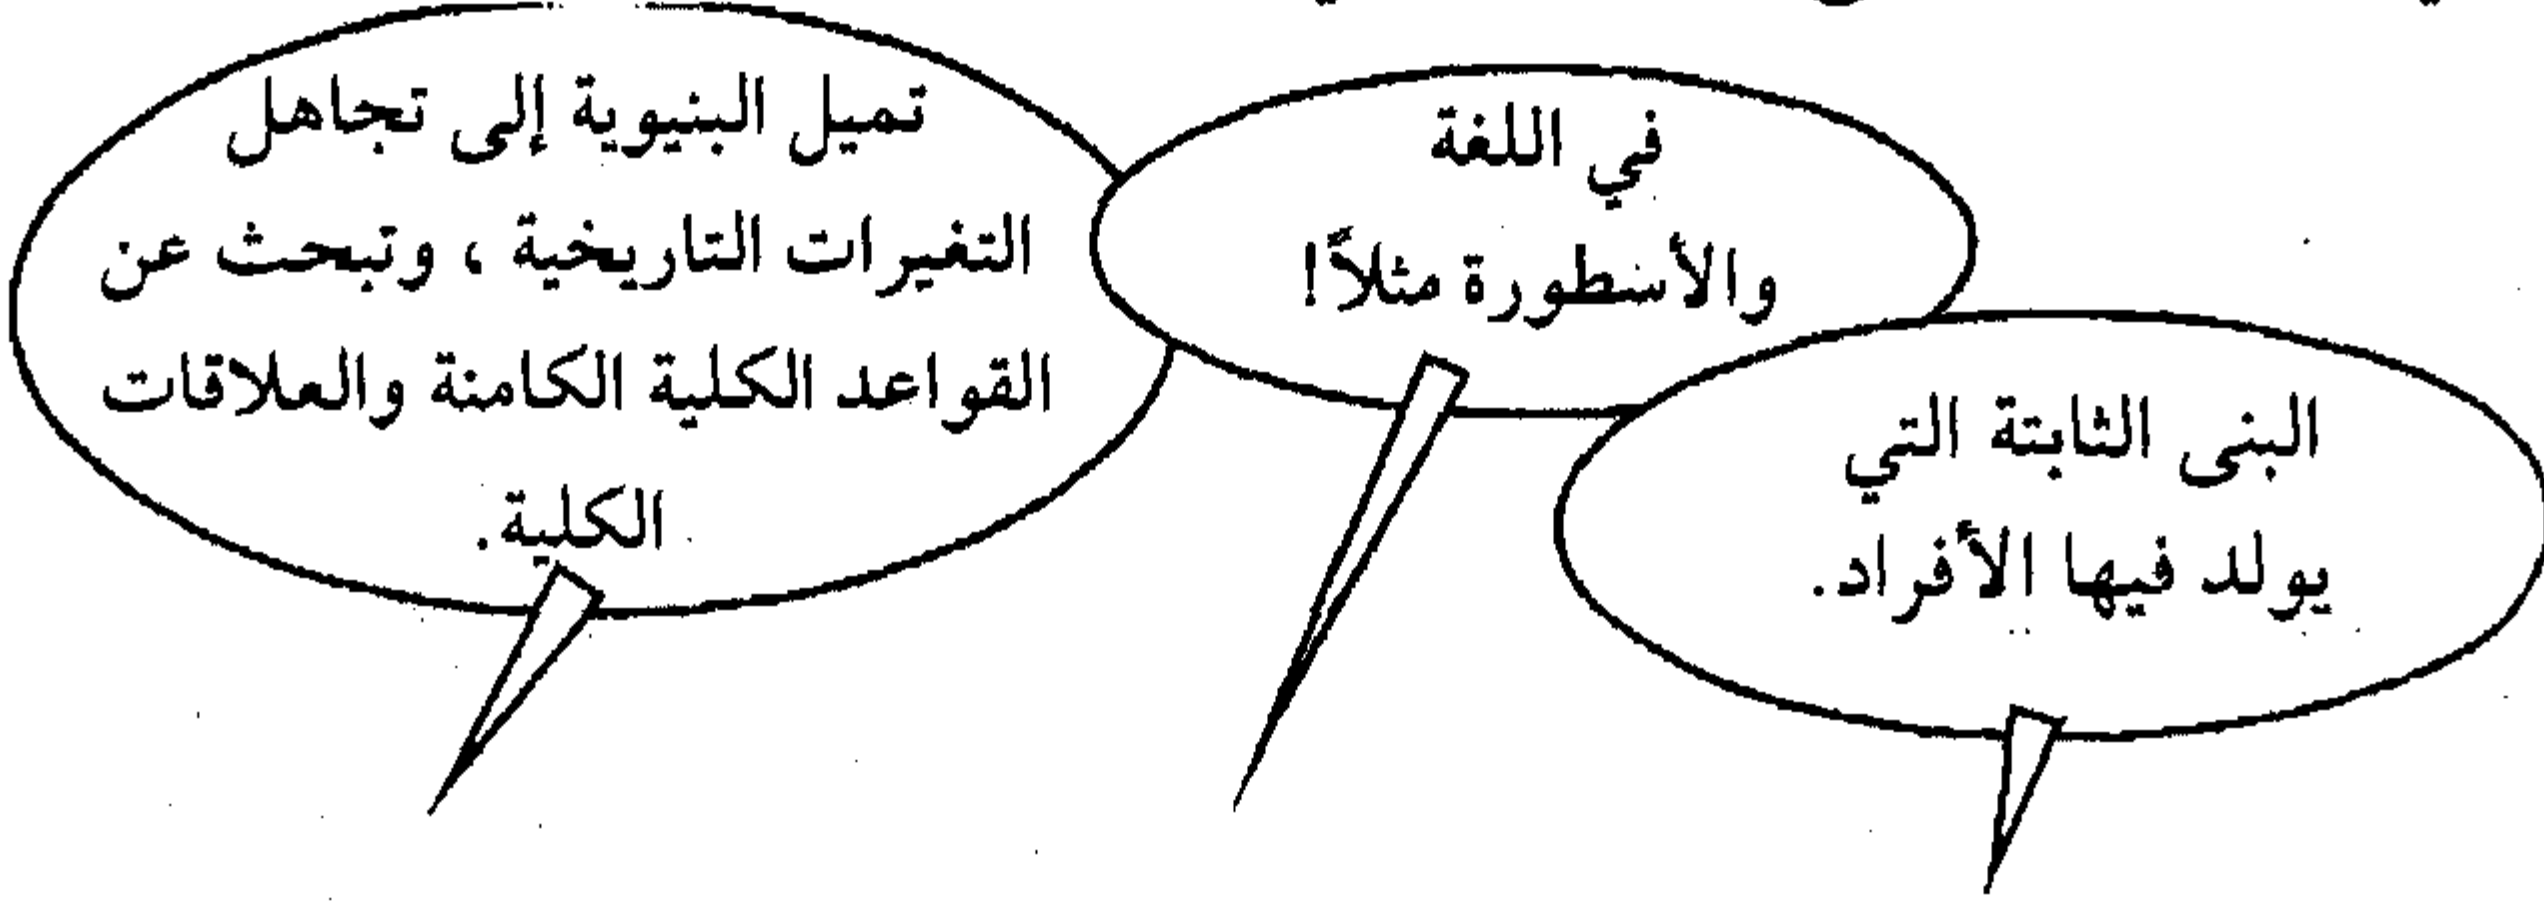 البنى الثابتة التي
يولد فيها الأفراد.
في اللغة
والأسطورة مثلاً!
تميل البنيوية إلى تجاهل
التغيرات التاريخية، وتبحث عن
القواعد الكلية الكامنة والعلاقات
الكلية.